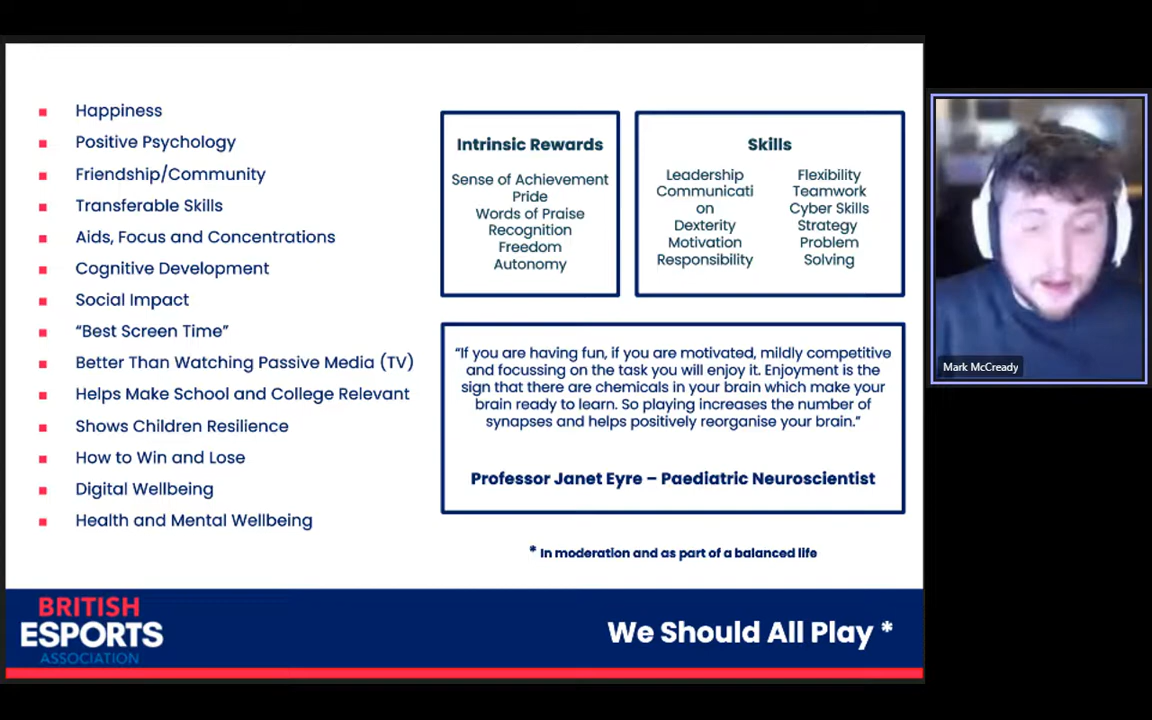 Happiness
Positive Psychology
Friendship/Community
Transferable Skills
Aids, Focus and Concentrations
Cognitive Development
Social Impact
“Best Screen Time”
Better Than Watching Passive Media (TV)
Helps Make School and College Relevant
Shows Children Resilience
How to Win and Lose
Digital Wellbeing
Health and Mental Wellbeing
Intrinsic Rewards
Sense of Achievement
Pride
Words of Praise
Recognition
Freedom
Autonomy
Skills
Leadership
Communicati
on
Dexterity
Motivation
Responsibility
Flexibility
Teamwork
Cyber Skills
Strategy
Problem
Solving
“If you are having fun, if you are motivated, mildly competitive
and focussing on the task you will enjoy it. Enjoyment is the
sign that there are chemicals in your brain which make your
brain ready to learn. So playing increases the number of
synapses and helps positively reorganise your brain.”
Professor Janet Eyre – Paediatric Neuroscientist
* In moderation and as part of a balanced life
BRITISH
ESPORTS
ASSOCIATION
We Should All Play *
Mark McCready